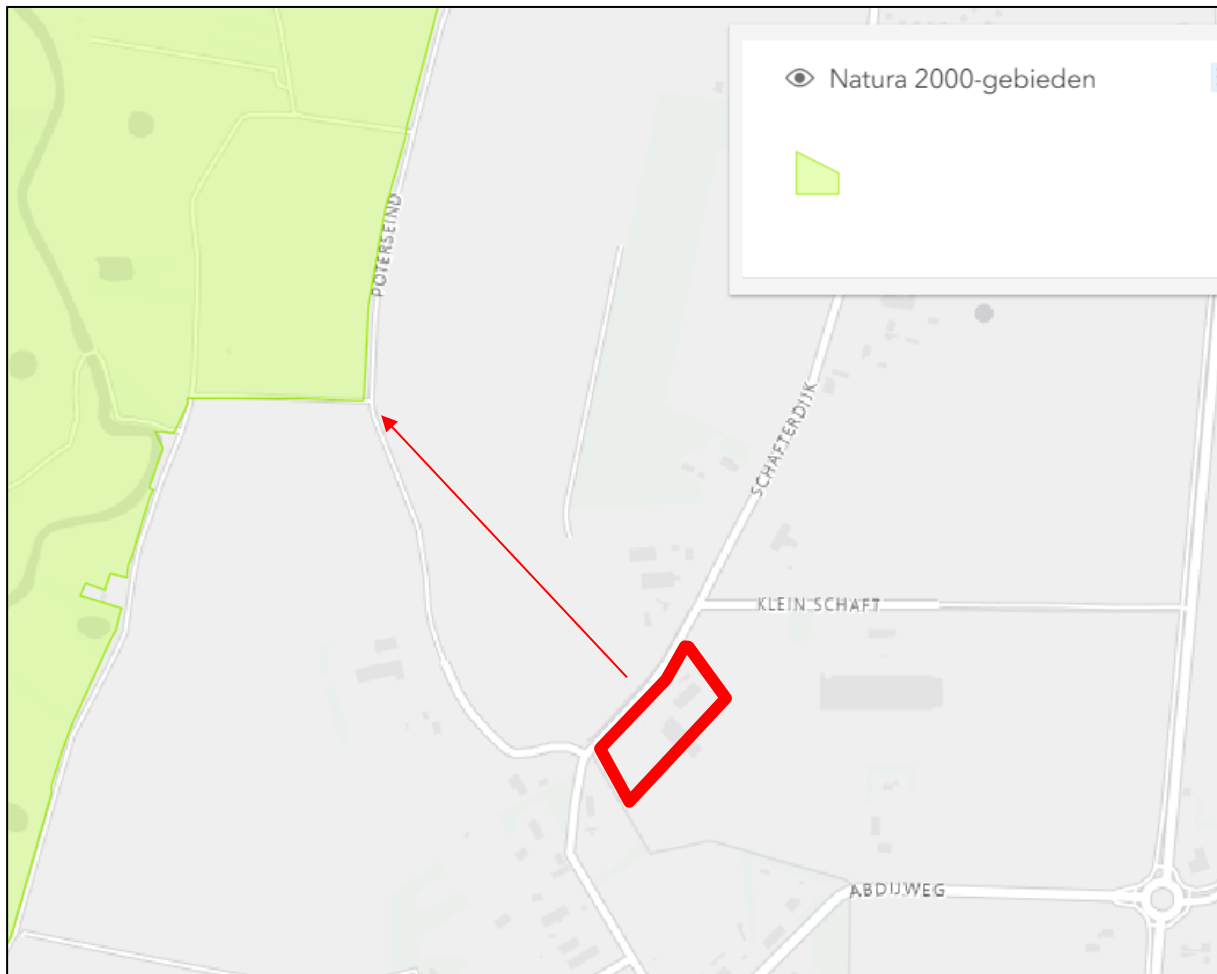 Natura 2000-gebieden
POTERSEIND
SCHAFTERDIJK
KLEIN SCHAFT
ABDIJWEG